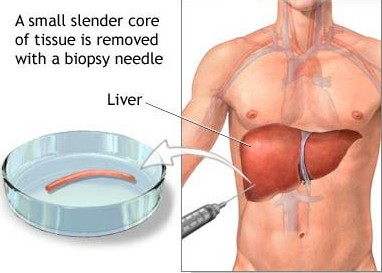 A small slender core
of tissue is removed
with a biopsy needle
Liver